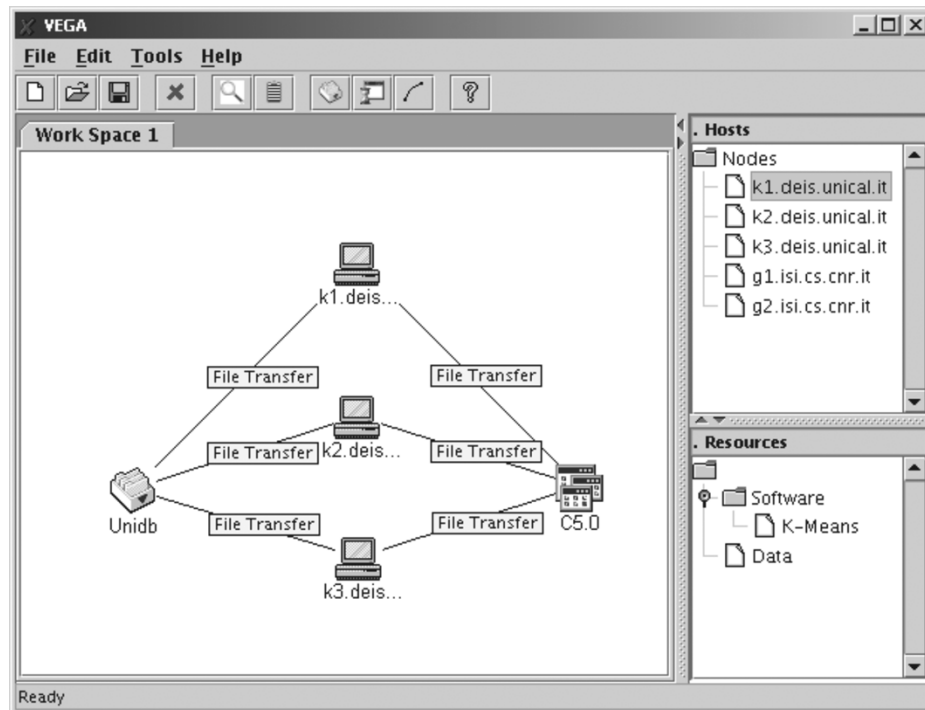 VEGA
File Edit Tools Help
Work Space 1
k1.deis...
File Transfer
File Transfer
File Transfer
k2.deis...
File Transfer
Unidb
File Transfer
File Transfer
C5.0
k3.deis...
. Hosts
Nodes
k1.deis.unical.it
k2.deis.unical.it
k3.deis.unical.it
g1.isi.cs.cnr.it
g2.isi.cs.cnr.it
. Resources
Software
K-Means
Data
Ready